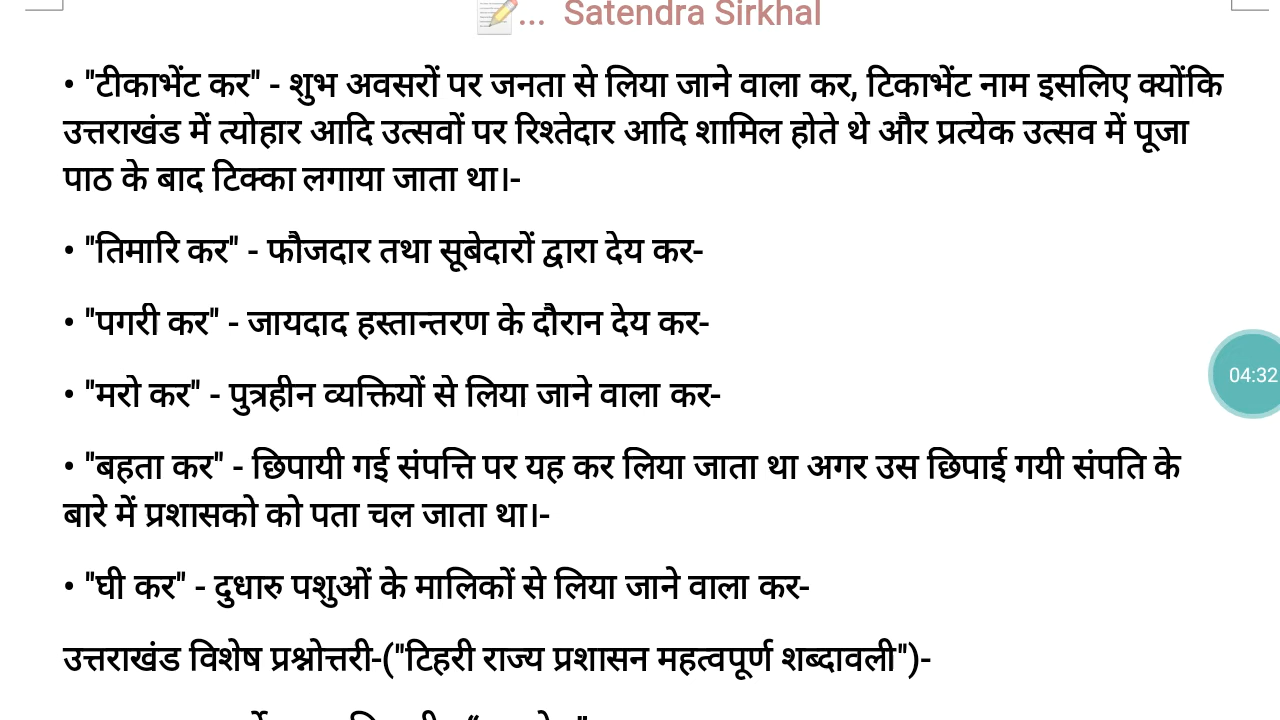 📝... Satendra Sirkhal
• "टीकाभेंट कर" - शुभ अवसरों पर जनता से लिया जाने वाला कर, टिकाभेंट नाम इसलिए क्योंकि
उत्तराखंड में त्योहार आदि उत्सवों पर रिश्तेदार आदि शामिल होते थे और प्रत्येक उत्सव में पूजा
पाठ के बाद टिक्का लगाया जाता था।-
• "तिमारि कर" - फौजदार तथा सूबेदारों द्वारा देय कर-
• "पगरी कर" - जायदाद हस्तान्तरण के दौरान देय कर-
04:32
• "मरो कर" - पुत्रहीन व्यक्तियों से लिया जाने वाला कर-
• "बहता कर" - छिपायी गई संपत्ति पर यह कर लिया जाता था अगर उस छिपाई गयी संपति के
बारे में प्रशासको को पता चल जाता था।-
• "घी कर" - दुधारु पशुओं के मालिकों से लिया जाने वाला कर-
उत्तराखंड विशेष प्रश्नोत्तरी-("टिहरी राज्य प्रशासन महत्वपूर्ण शब्दावली")-